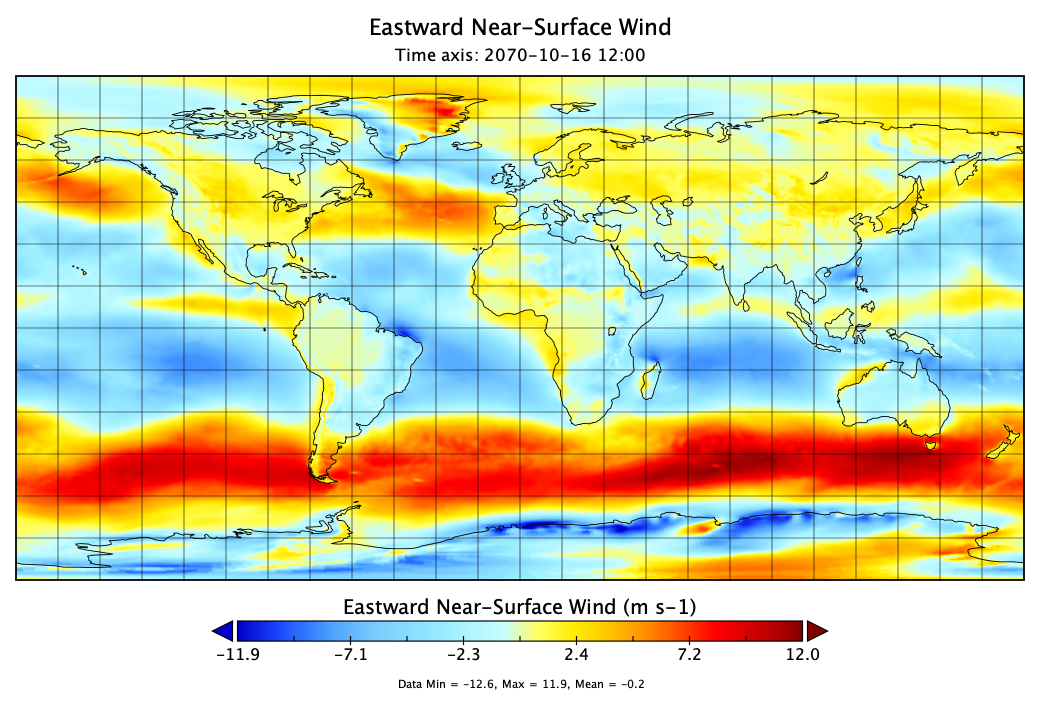 Eastward Near-Surface Wind
Time axis: 2070-10-16 12:00
Eastward Near-Surface Wind (m s-1)
-11.9 -7.1 -2.3 2.4 7.2 12.0
Data Min = -12.6, Max = 11.9, Mean = -0.2